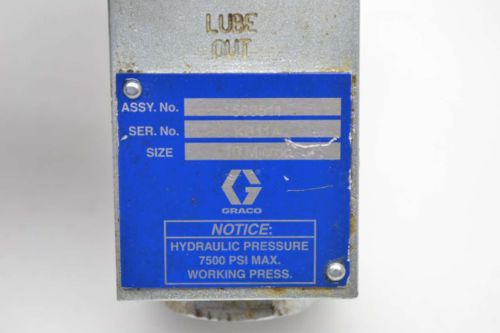 LUBE
OUT
ASSY. No.
SER. No.
SIZE
GRACO
NOTICE:
HYDRAULIC PRESSURE
7500 PSI MAX.
WORKING PRESS.